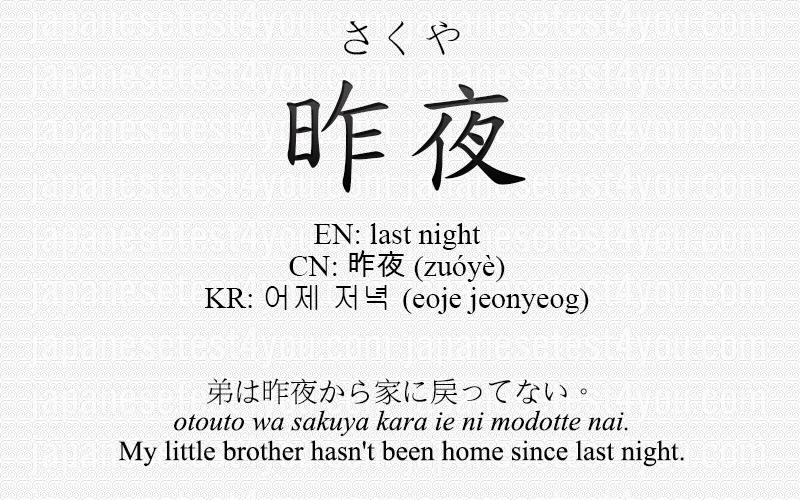 さくや
昨夜
EN: last night
CN: 昨夜 (zuóyè)
KR: 어제 저녁 (eoje jeonyeog)
弟は昨夜から家に戻ってない。
otouto wa sakuya kara ie ni modotte nai.
My little brother hasn't been home since last night.
japanesetest4you.com